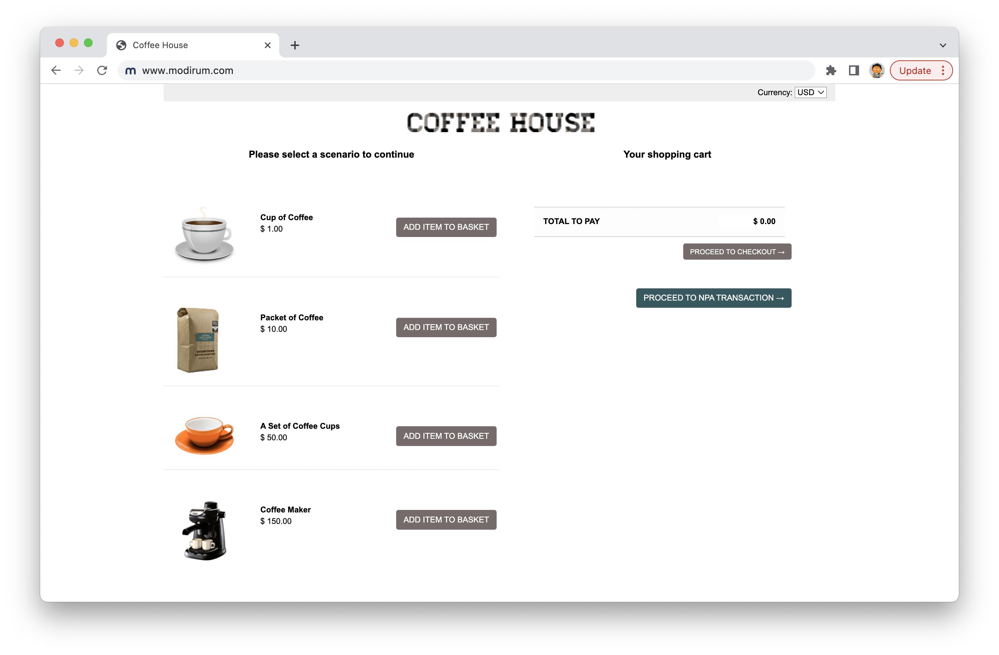 Coffee House
www.modirum.com
Update
Currency: USD
COFFEE HOUSE
Please select a scenario to continue
Your shopping cart
Cup of Coffee
$ 1.00
ADD ITEM TO BASKET
TOTAL TO PAY $ 0.00
PROCEED TO CHECKOUT →
PROCEED TO NPA TRANSACTION →
Packet of Coffee
$ 10.00
ADD ITEM TO BASKET
STUMPTOWN
COFFEE ROASTERS
A Set of Coffee Cups
$ 50.00
ADD ITEM TO BASKET
Coffee Maker
$ 150.00
ADD ITEM TO BASKET